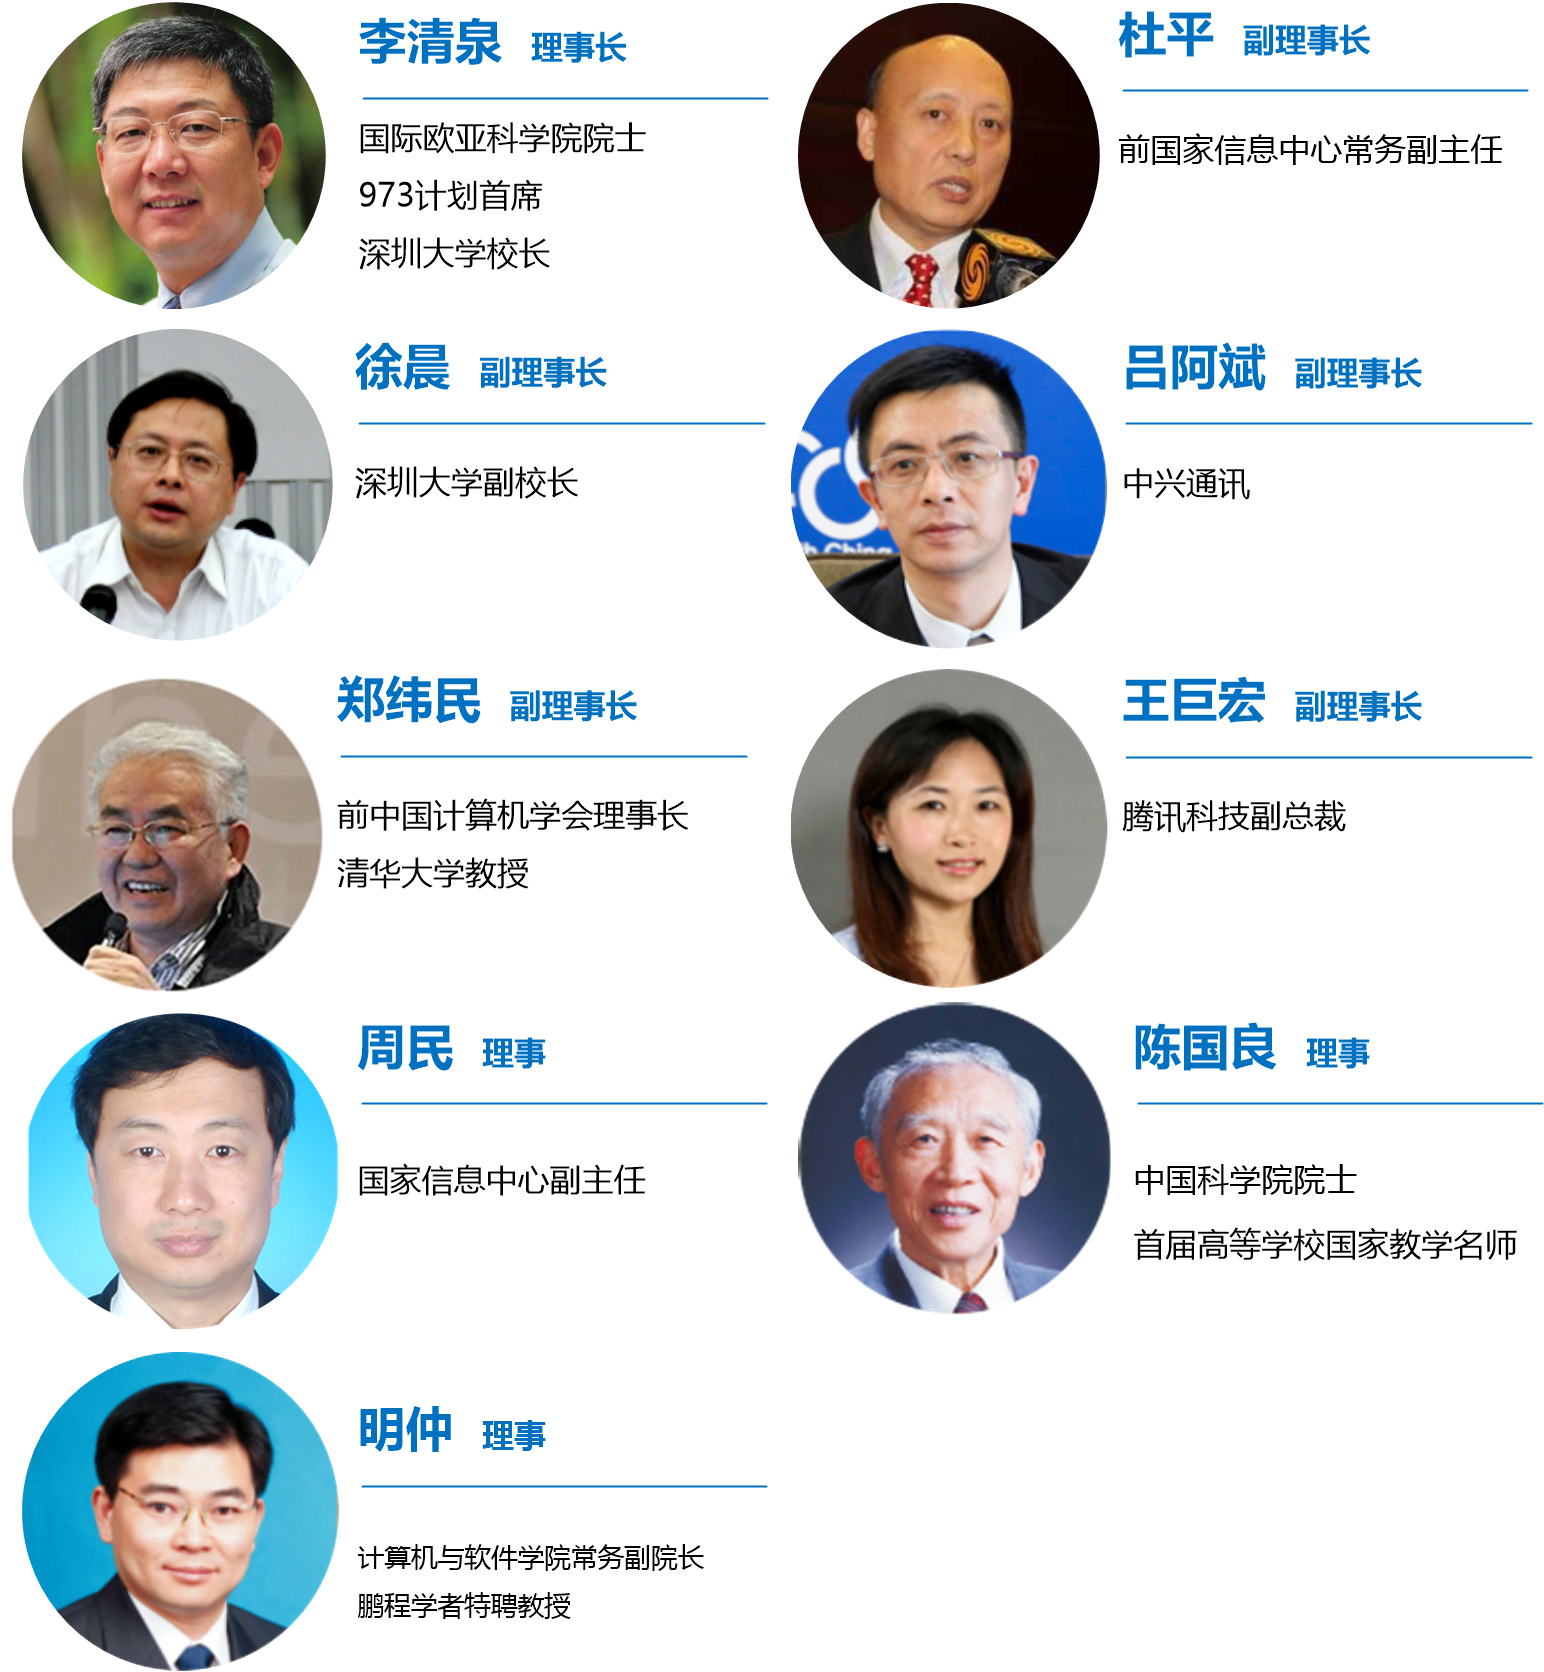 李清泉 理事长
国际欧亚科学院院士
973计划首席
深圳大学校长
杜平 副理事长
前国家信息中心常务副主任
徐晨 副理事长
深圳大学副校长
吕阿斌 副理事长
中兴通讯
郑纬民 副理事长
前中国计算机学会理事长
清华大学教授
王巨宏 副理事长
腾讯科技副总裁
周民 理事
国家信息中心副主任
陈国良 理事
中国科学院院士
首届高等学校国家教学名师
明仲 理事
计算机与软件学院常务副院长
鹏程学者特聘教授